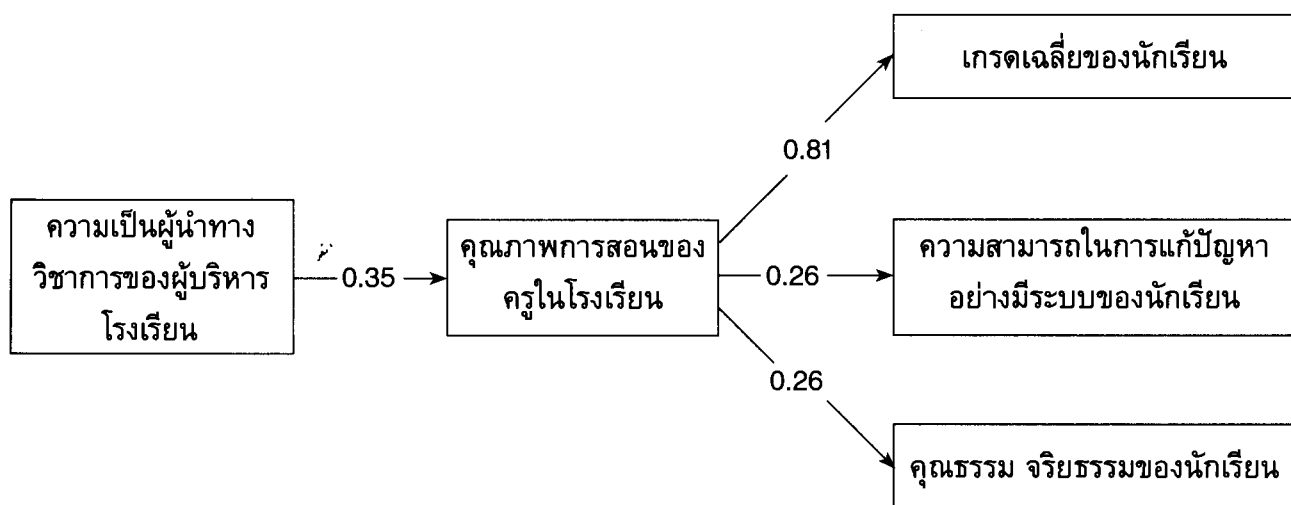 เกรดเฉลี่ยของนักเรียน
0.81
ความเป็นผู้นำทาง
วิชาการของผู้บริหาร
โรงเรียน
0.35
คุณภาพการสอนของ
ครูในโรงเรียน
0.26
ความสามารถในการแก้ปัญหา
อย่างมีระบบของนักเรียน
0.26
คุณธรรม จริยธรรมของนักเรียน